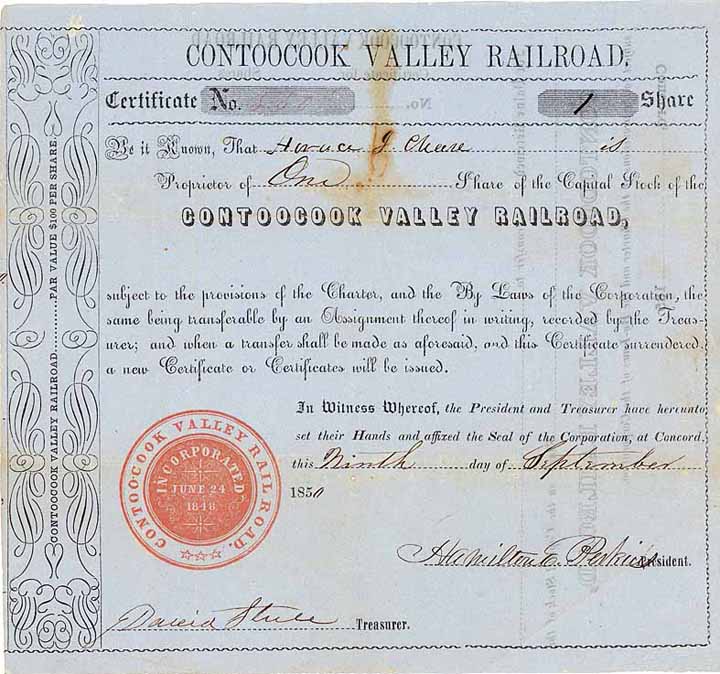 CONTOOCOOK VALLEY RAILROAD.
Certificate No. 1 Share
Be it Known, That Horace J. Chase is
Proprietor of One Share of the Capital Stock of the
CONTOOCOOK VALLEY RAILROAD,
subject to the provisions of the Charter, and the By Laws of the Corporation, the
same being transferable by an Assignment thereof in writing, recorded by the Treas-
urer; and when a transfer shall be made as aforesaid, and this Certificate surrendered,
a new Certificate or Certificates will be issued.
In Witness Whereof, the President and Treasurer have hereunto
set their Hands and affixed the Seal of the Corporation, at Concord,
this Ninth day of September
1850
Hamilton E. Perkins President.
David Treasurer.
CONTOOCOOK VALLEY RAILROAD.
INCORPORATED
JUNE 24
1848
CONTOOCOOK VALLEY RAILROAD......PAR VALUE $100 PER SHARE.